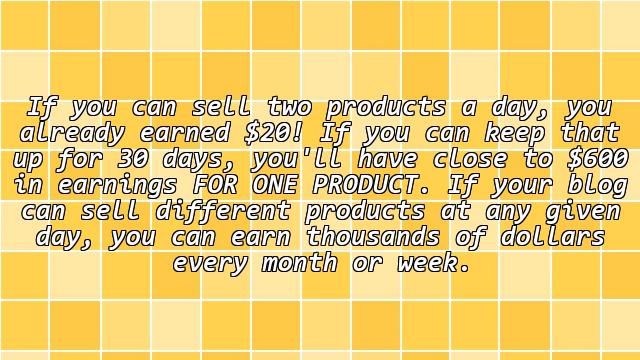 If you can sell two products a day, you
already earned $20! If you can keep that
up for 30 days, you'll have close to $600
in earnings FOR ONE PRODUCT. If your blog
can sell different products at any given
day, you can earn thousands of dollars
every month or week.